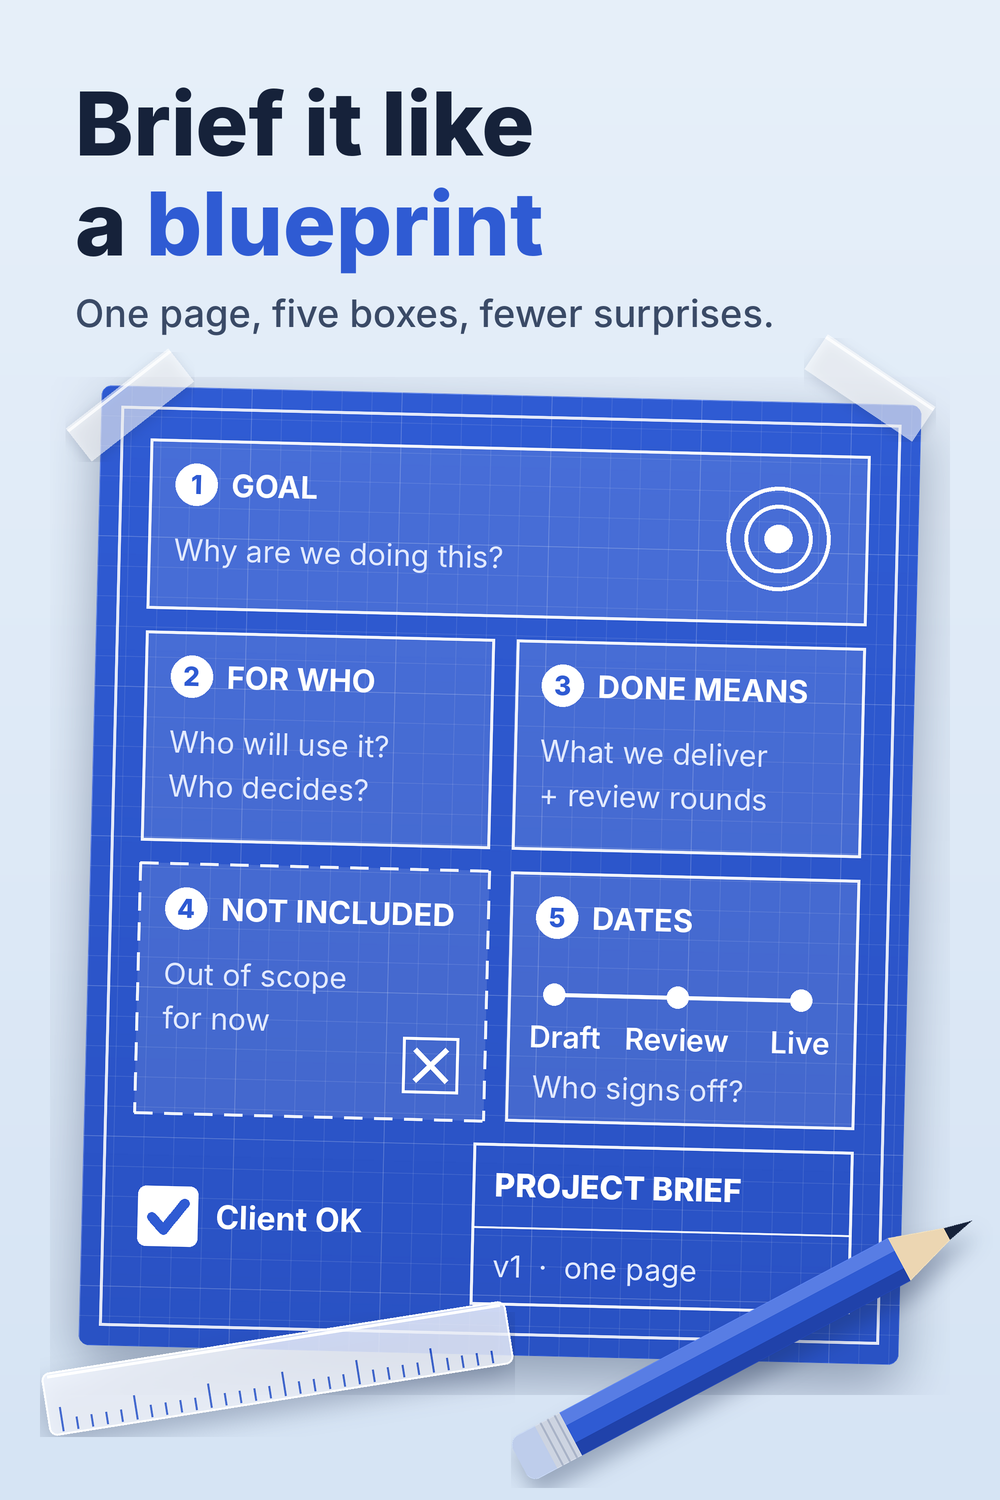 Brief it like
a blueprint
One page, five boxes, fewer surprises.
1 GOAL
Why are we doing this?
2 FOR WHO
Who will use it?
Who decides?
3 DONE MEANS
What we deliver
+ review rounds
4 NOT INCLUDED
Out of scope
for now
5 DATES
Draft Review Live
Who signs off?
Client OK
PROJECT BRIEF
v1 · one page